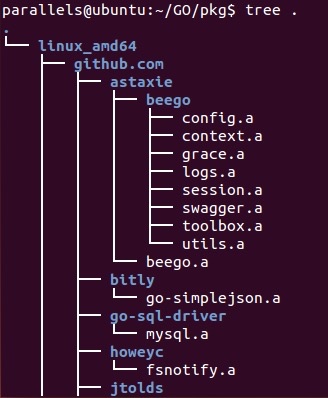 parallels@ubuntu:~/GO/pkg$ tree .
.
└── linux_amd64
    ├── github.com
    │   ├── astaxie
    │   │   ├── beego
    │   │   │   ├── config.a
    │   │   │   ├── context.a
    │   │   │   ├── grace.a
    │   │   │   ├── logs.a
    │   │   │   ├── session.a
    │   │   │   ├── swagger.a
    │   │   │   ├── toolbox.a
    │   │   │   └── utils.a
    │   │   └── beego.a
    │   ├── bitly
    │   │   └── go-simplejson.a
    │   ├── go-sql-driver
    │   │   └── mysql.a
    │   ├── howeyc
    │   │   └── fsnotify.a
    │   ├── jtolds